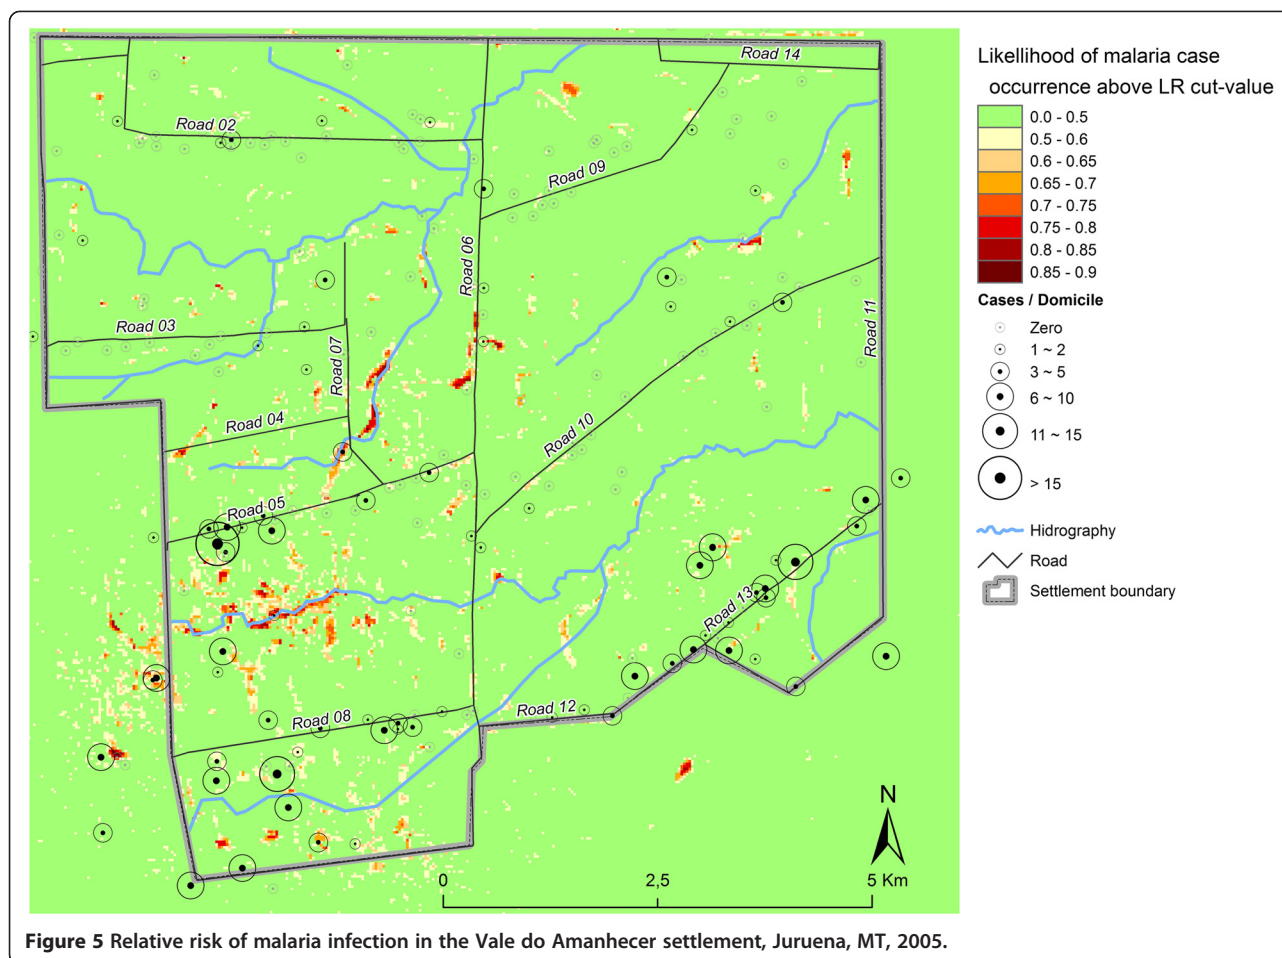 Road 14
Road 02
Road 09
Road 06
Road 03
Road 07
Road 11
Road 04
Road 10
Road 05
Road 13
Road 12
Road 08
N
0 2,5 5 Km
Likellihood of malaria case
occurrence above LR cut-value
0.0 - 0.5
0.5 - 0.6
0.6 - 0.65
0.65 - 0.7
0.7 - 0.75
0.75 - 0.8
0.8 - 0.85
0.85 - 0.9
Cases / Domicile
Zero
1 ~ 2
3 ~ 5
6 ~ 10
11 ~ 15
> 15
Hidrography
Road
Settlement boundary
Figure 5 Relative risk of malaria infection in the Vale do Amanhecer settlement, Juruena, MT, 2005.